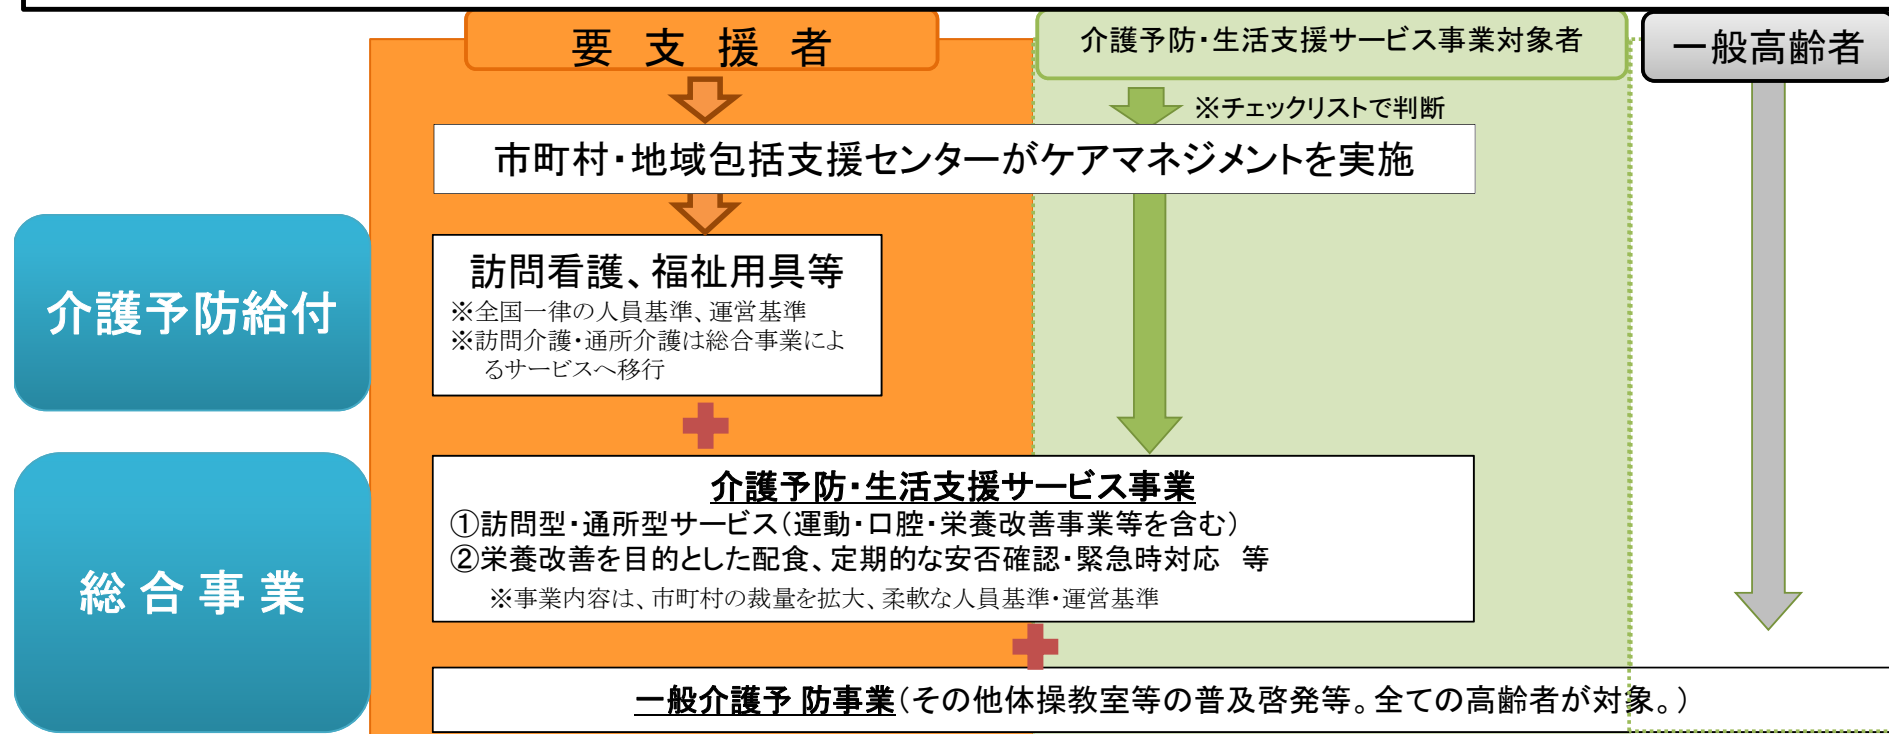 要支援者
介護予防・生活支援サービス事業対象者
一般高齢者
※チェックリストで判断
市町村・地域包括支援センターがケアマネジメントを実施
介護予防給付
訪問看護、福祉用具等
※全国一律の人員基準、運営基準
※訪問介護・通所介護は総合事業によ
るサービスへ移行
総合事業
介護予防・生活支援サービス事業
①訪問型・通所型サービス（運動・口腔・栄養改善事業等を含む）
②栄養改善を目的とした配食、定期的な安否確認・緊急時対応　等
※事業内容は、市町村の裁量を拡大、柔軟な人員基準・運営基準
一般介護予 防事業（その他体操教室等の普及啓発等。全ての高齢者が対象。）